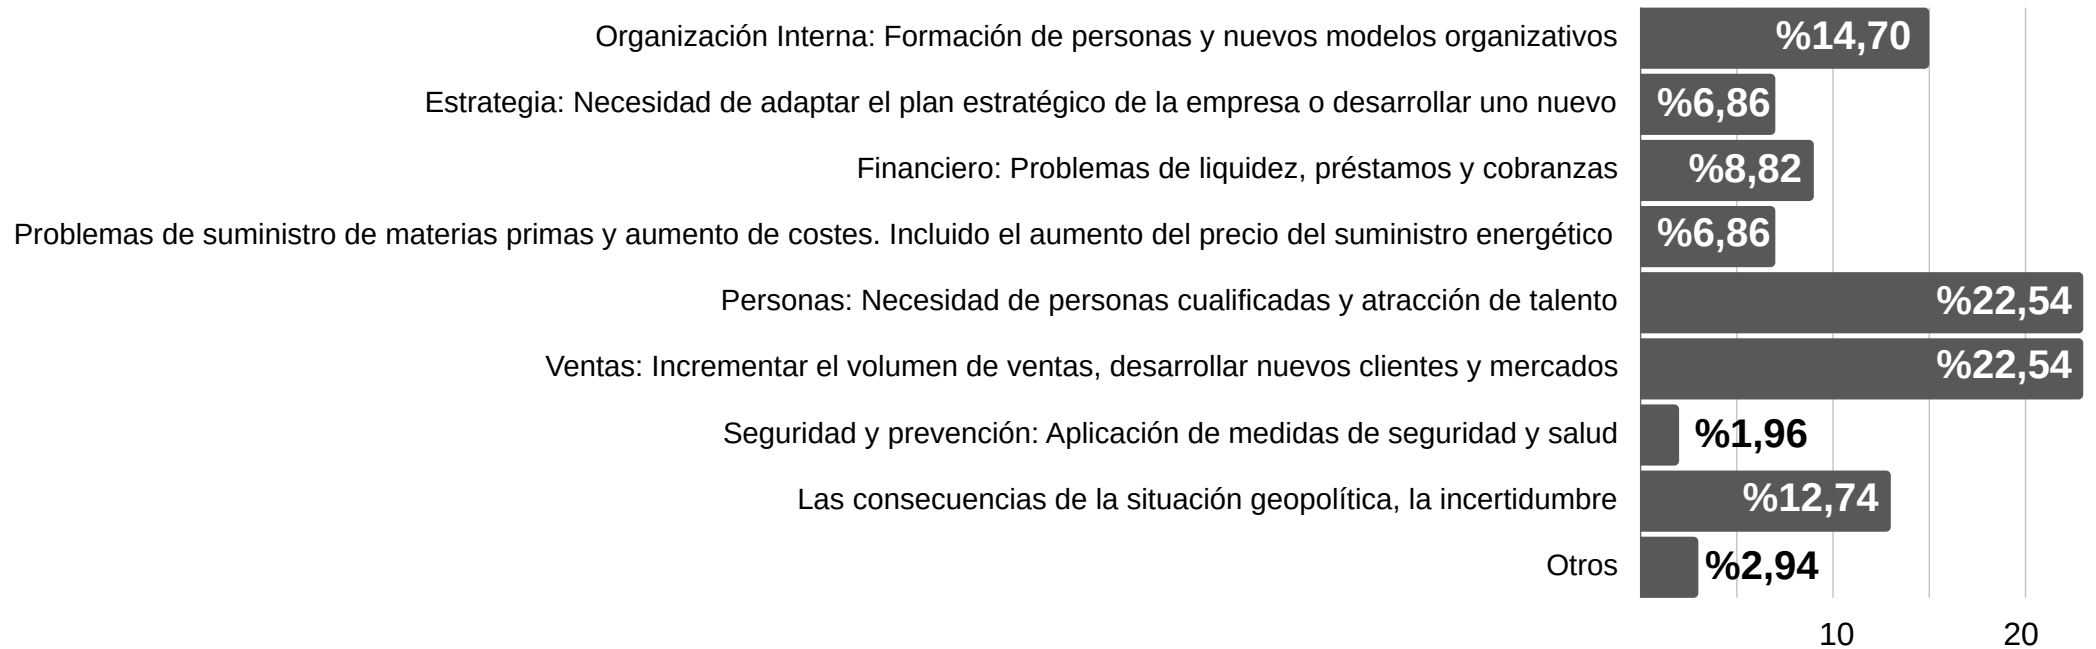 Organización Interna: Formación de personas y nuevos modelos organizativos %14,70
Estrategia: Necesidad de adaptar el plan estratégico de la empresa o desarrollar uno nuevo %6,86
Financiero: Problemas de liquidez, préstamos y cobranzas %8,82
Problemas de suministro de materias primas y aumento de costes. Incluido el aumento del precio del suministro energético %6,86
Personas: Necesidad de personas cualificadas y atracción de talento %22,54
Ventas: Incrementar el volumen de ventas, desarrollar nuevos clientes y mercados %22,54
Seguridad y prevención: Aplicación de medidas de seguridad y salud %1,96
Las consecuencias de la situación geopolítica, la incertidumbre %12,74
Otros %2,94
10 20